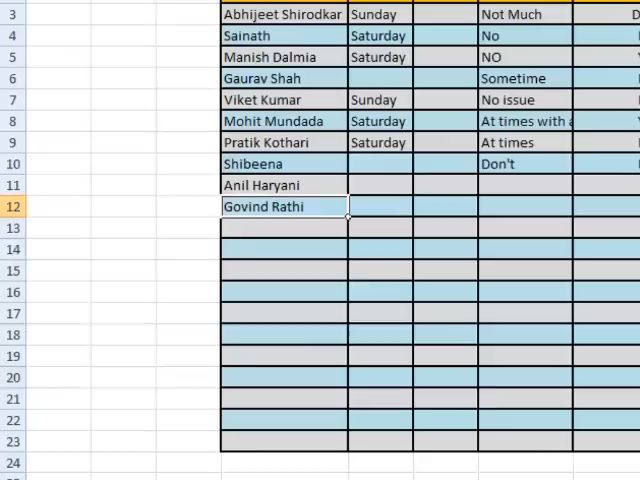 3 Abhijeet Shirodkar Sunday Not Much D
4 Sainath Saturday No
5 Manish Dalmia Saturday NO
6 Gaurav Shah Sometime
7 Viket Kumar Sunday No issue
8 Mohit Mundada Saturday At times with a
9 Pratik Kothari Saturday At times
10 Shibeena Don't
11 Anil Haryani
12 Govind Rathi
13
14
15
16
17
18
19
20
21
22
23
24